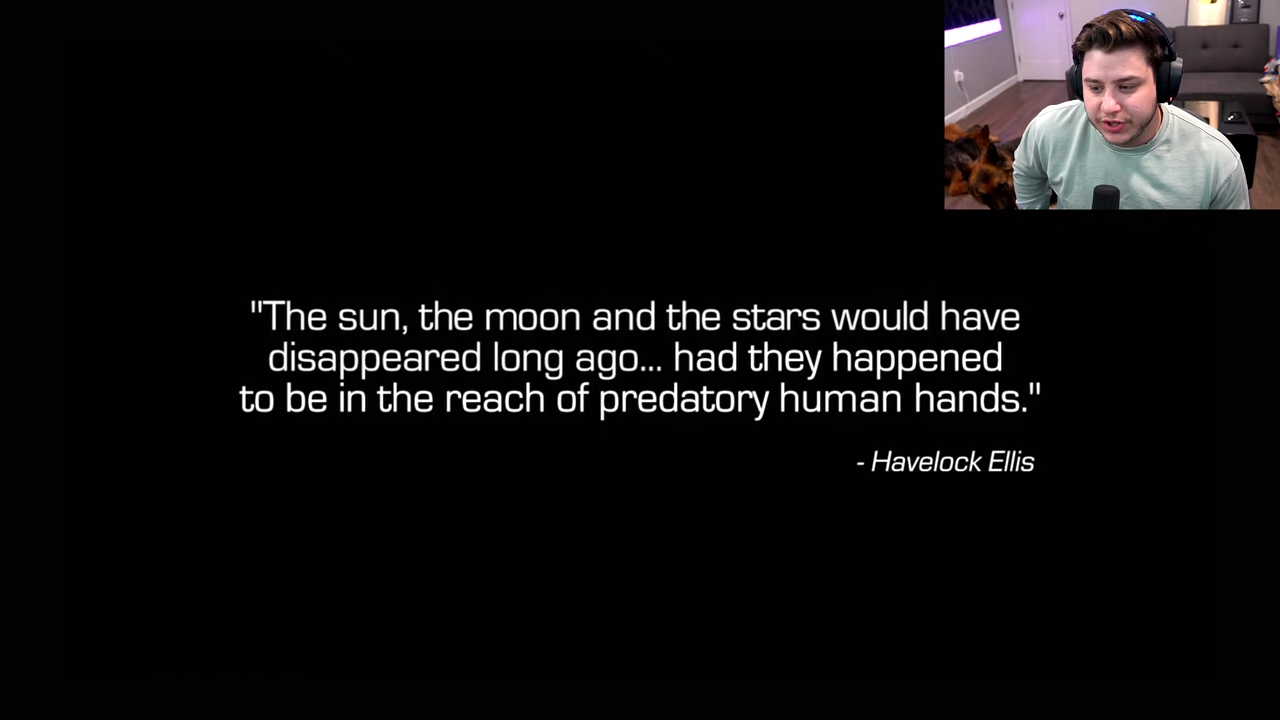 "The sun, the moon and the stars would have
disappeared long ago... had they happened
to be in the reach of predatory human hands."
- Havelock Ellis